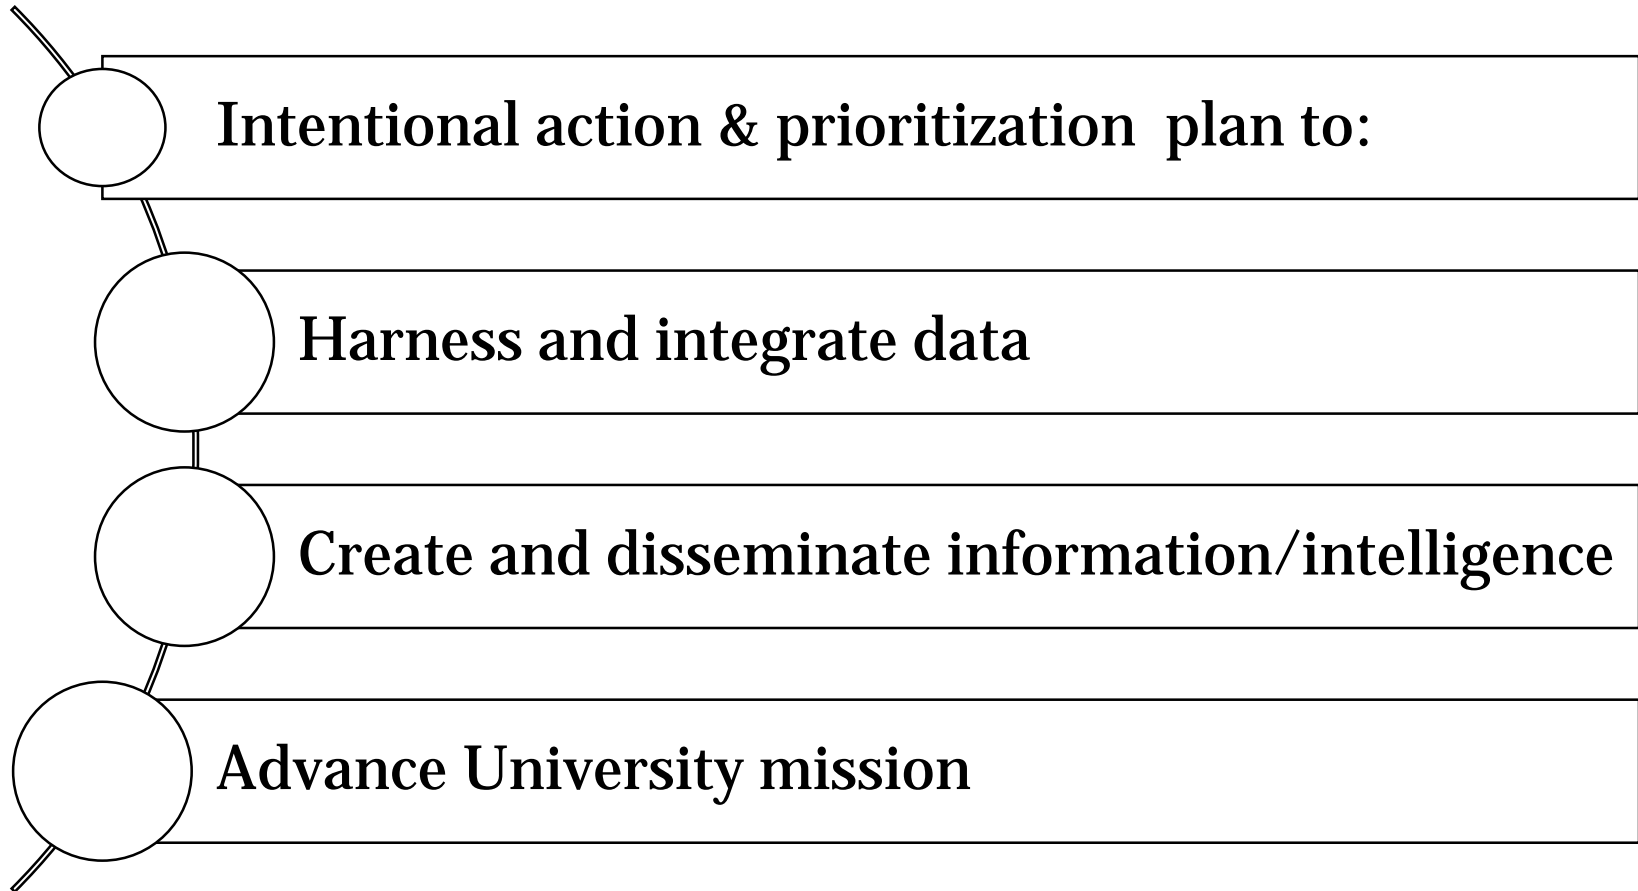 Intentional action & prioritization  plan to:
Harness and integrate data
Create and disseminate information/intelligence
Advance University mission